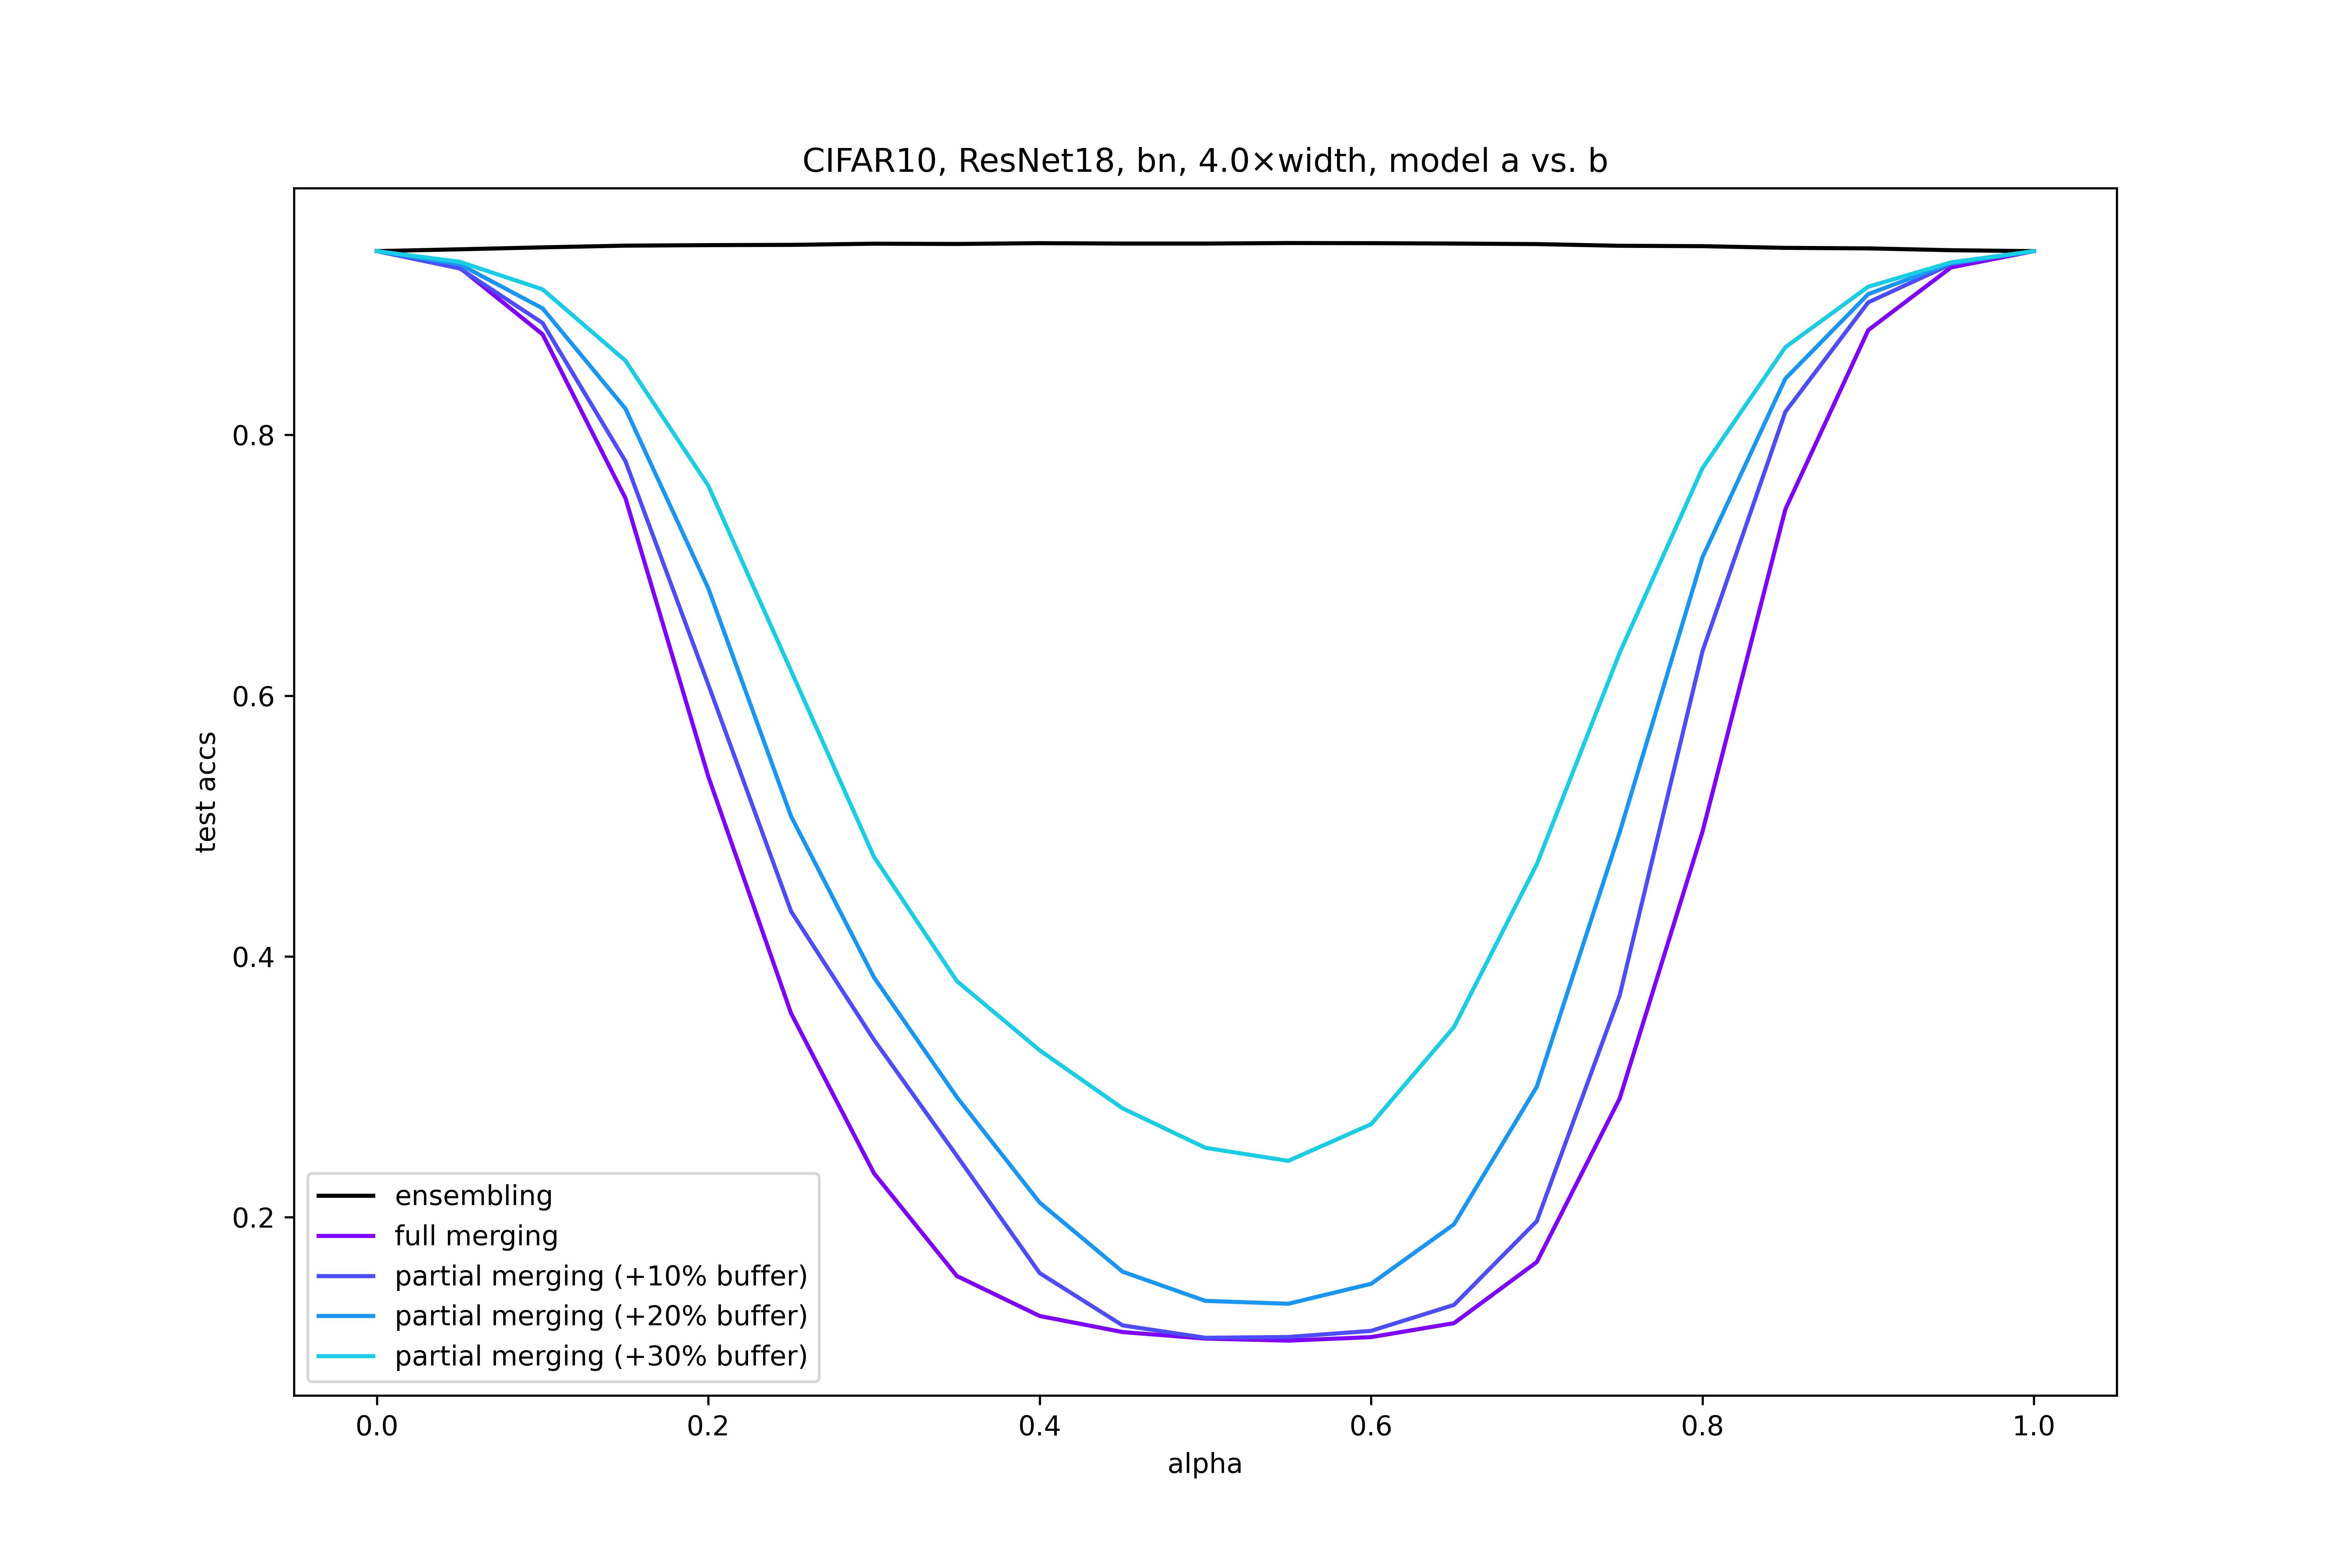 CIFAR10, ResNet18, bn, 4.0×width, model a vs. b
test accs
0.8
0.6
0.4
0.2
ensembling
full merging
partial merging (+10% buffer)
partial merging (+20% buffer)
partial merging (+30% buffer)
0.0 0.2 0.4 0.6 0.8 1.0
alpha